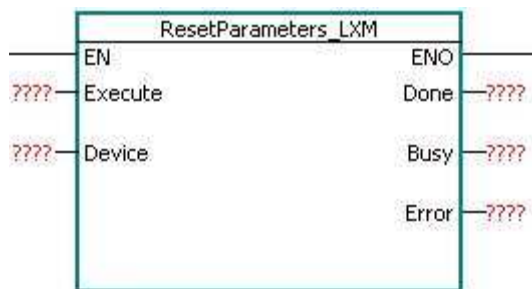 ResetParameters_LXM
EN ENO
???? Execute Done ????
???? Device Busy ????
Error ????